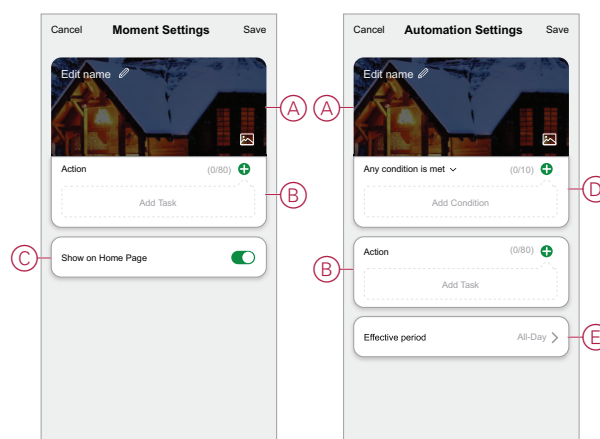 Cancel Moment Settings Save
Edit name
A
Action (0/80)
Add Task
B
C
Show on Home Page
Cancel Automation Settings Save
A
Edit name
Any condition is met (0/10)
Add Condition
D
B
Action (0/80)
Add Task
Effective period All-Day
E